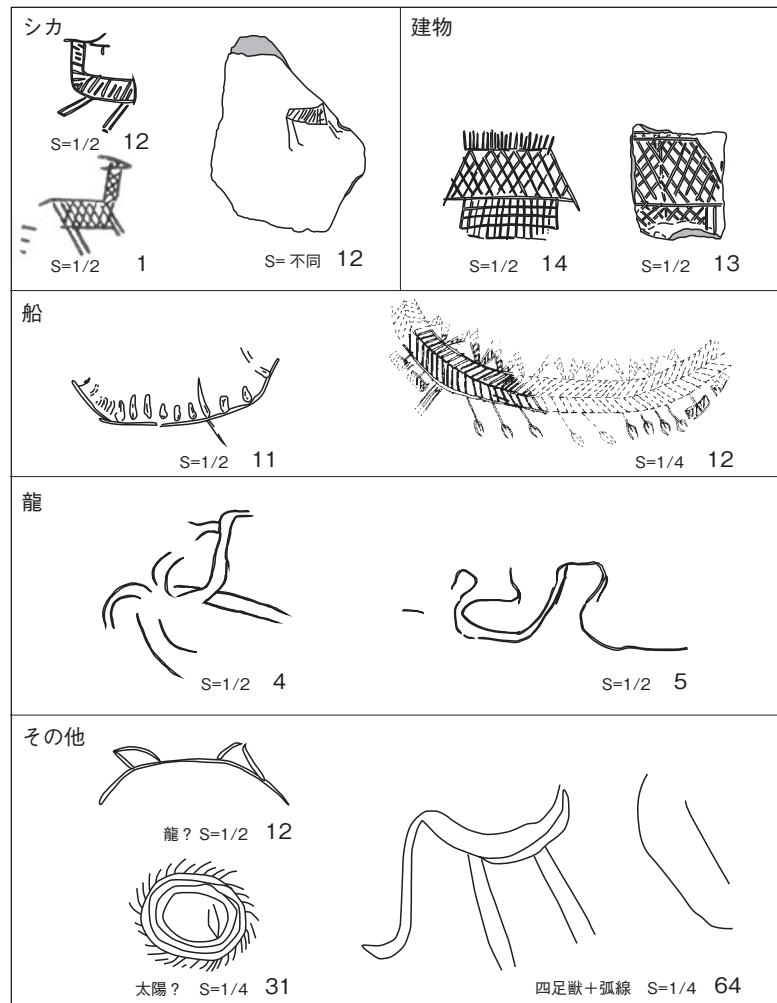 シカ
S=1/2 12
S=1/2 1
S= 不同 12
建物
S=1/2 14
S=1/2 13
船
S=1/2 11
S=1/4 12
龍
S=1/2 4
S=1/2 5
その他
龍？ S=1/2 12
太陽？ S=1/4 31
四足獣＋弧線 S=1/4 64